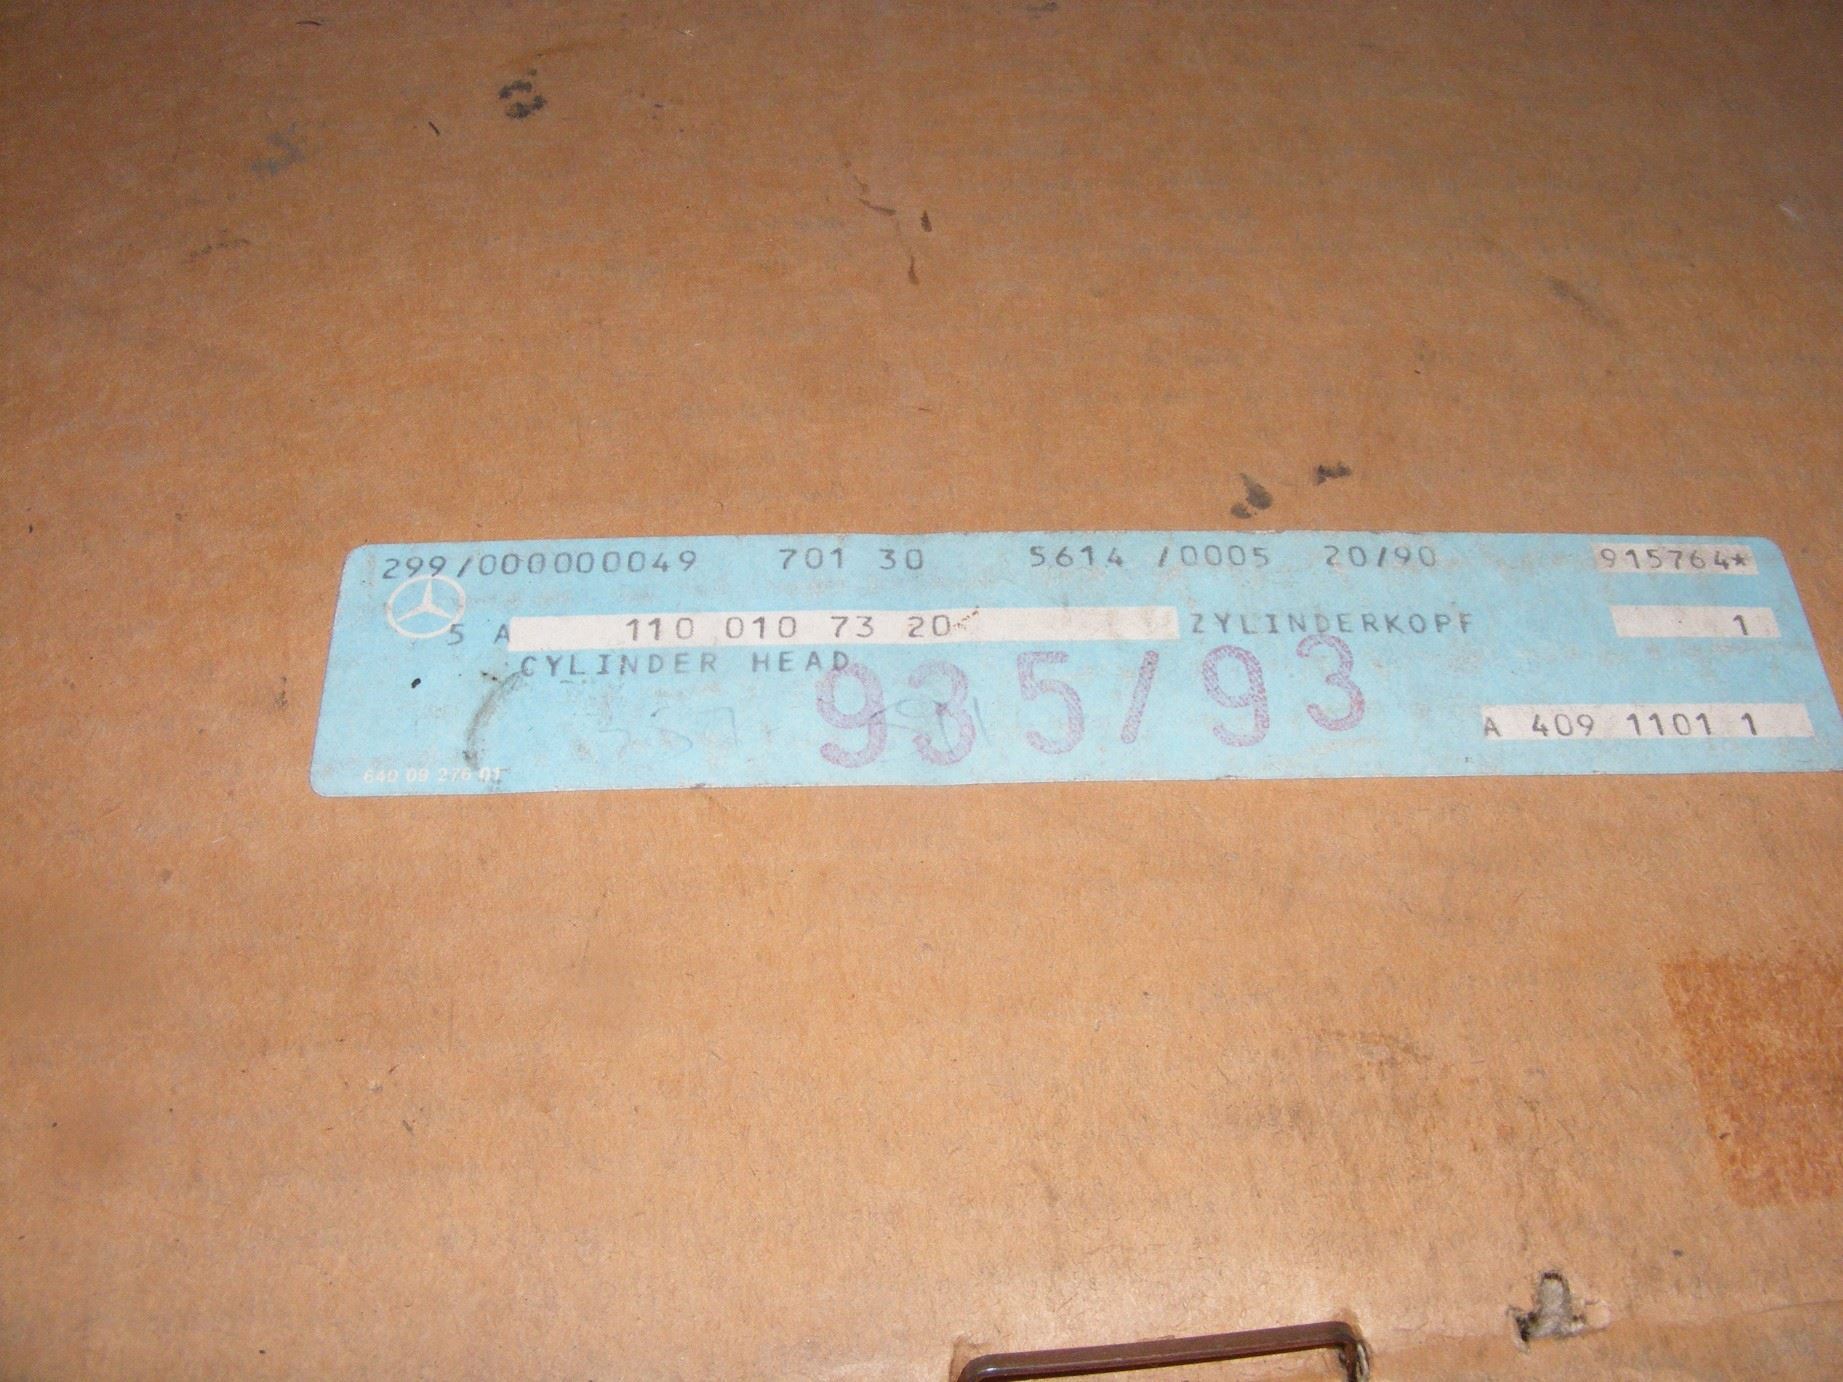 299/000000049 701 30 5614 /0005 20/90 915764*
5 A 110 010 73 20 ZYLINDERKOPF 1
CYLINDER HEAD
935/93
A 409 1101 1
640 09 276 01